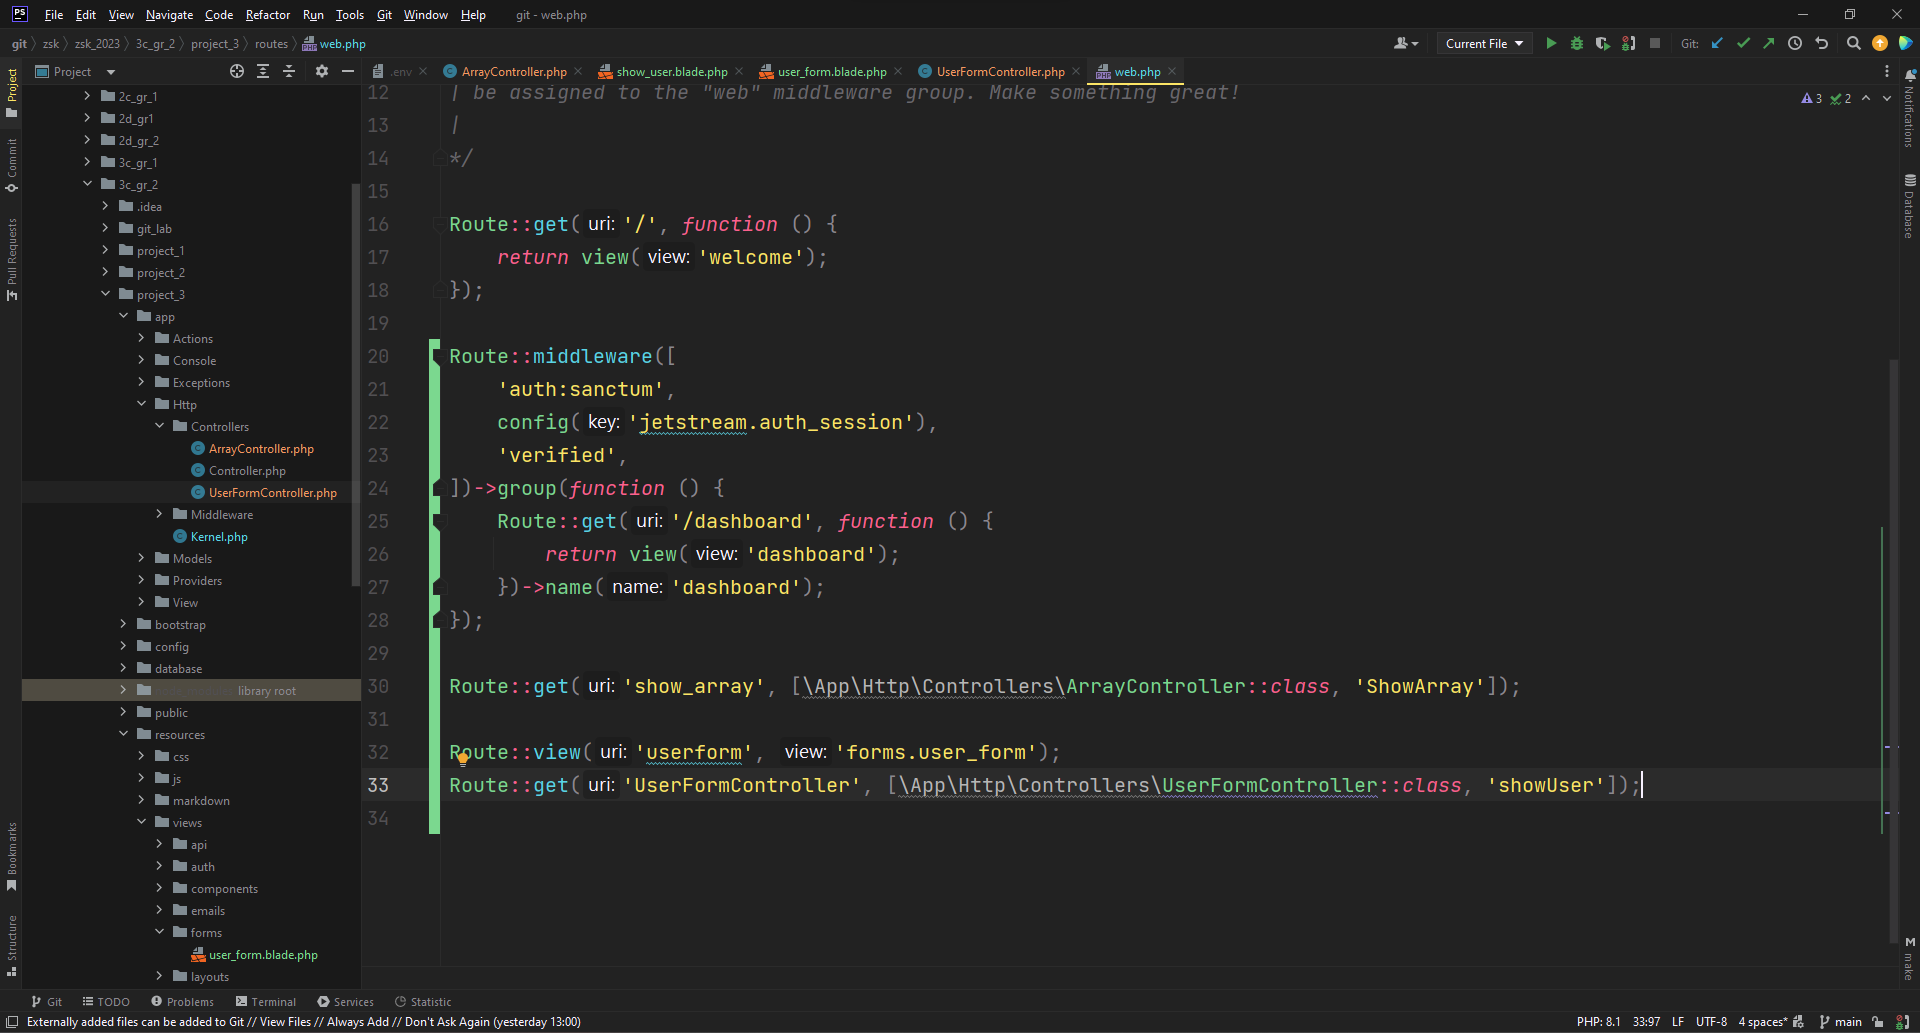 PS File Edit View Navigate Code Refactor Run Tools Git Window Help git - web.php
git zsk zsk_2023 3c_gr_2 project_3 routes web.php Current File Git:
Project .env ArrayController.php show_user.blade.php user_form.blade.php UserFormController.php web.php
Project
Commit
Pull Requests
Bookmarks
Structure
2c_gr_1
2d_gr1
2d_gr_2
3c_gr_1
3c_gr_2
.idea
git_lab
project_1
project_2
project_3
app
Actions
Console
Exceptions
Http
Controllers
ArrayController.php
Controller.php
UserFormController.php
Middleware
Kernel.php
Models
Providers
View
bootstrap
config
database
library root
public
resources
css
js
markdown
views
api
auth
components
emails
forms
user_form.blade.php
layouts
3 2
12 | be assigned to the "web" middleware group. Make something great!
13 |
14 */
15
16 Route::get( uri: '/', function () {
17 return view( view: 'welcome');
18 });
19
20 Route::middleware([
21 'auth:sanctum',
22 config( key: 'jetstream.auth_session'),
23 'verified',
24 ])->group(function () {
25 Route::get( uri: '/dashboard', function () {
26 return view( view: 'dashboard');
27 })->name( name: 'dashboard');
28 });
29
30 Route::get( uri: 'show_array', [\App\Http\Controllers\ArrayController::class, 'ShowArray']);
31
32 Route::view( uri: 'userform', view: 'forms.user_form');
33 Route::get( uri: 'UserFormController', [\App\Http\Controllers\UserFormController::class, 'showUser']);
34
Notifications
Database
M make
Git TODO Problems Terminal Services Statistic
Externally added files can be added to Git // View Files // Always Add // Don't Ask Again (yesterday 13:00) PHP: 8.1 33:97 LF UTF-8 4 spaces* main